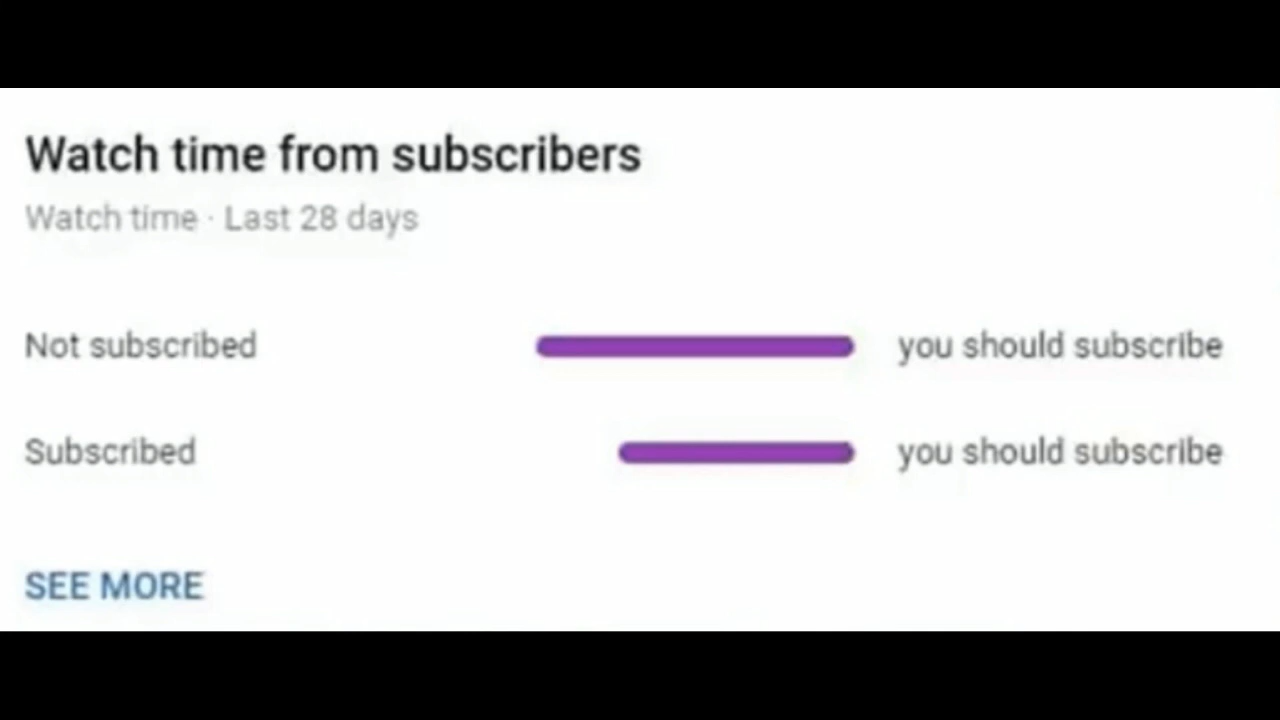 Watch time from subscribers
Watch time · Last 28 days
Not subscribed you should subscribe
Subscribed you should subscribe
SEE MORE